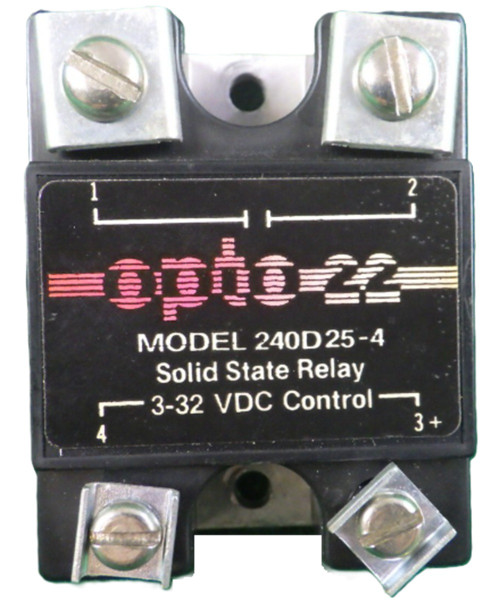 1 2
opto 22
MODEL 240D25-4
Solid State Relay
3-32 VDC Control
4 3+